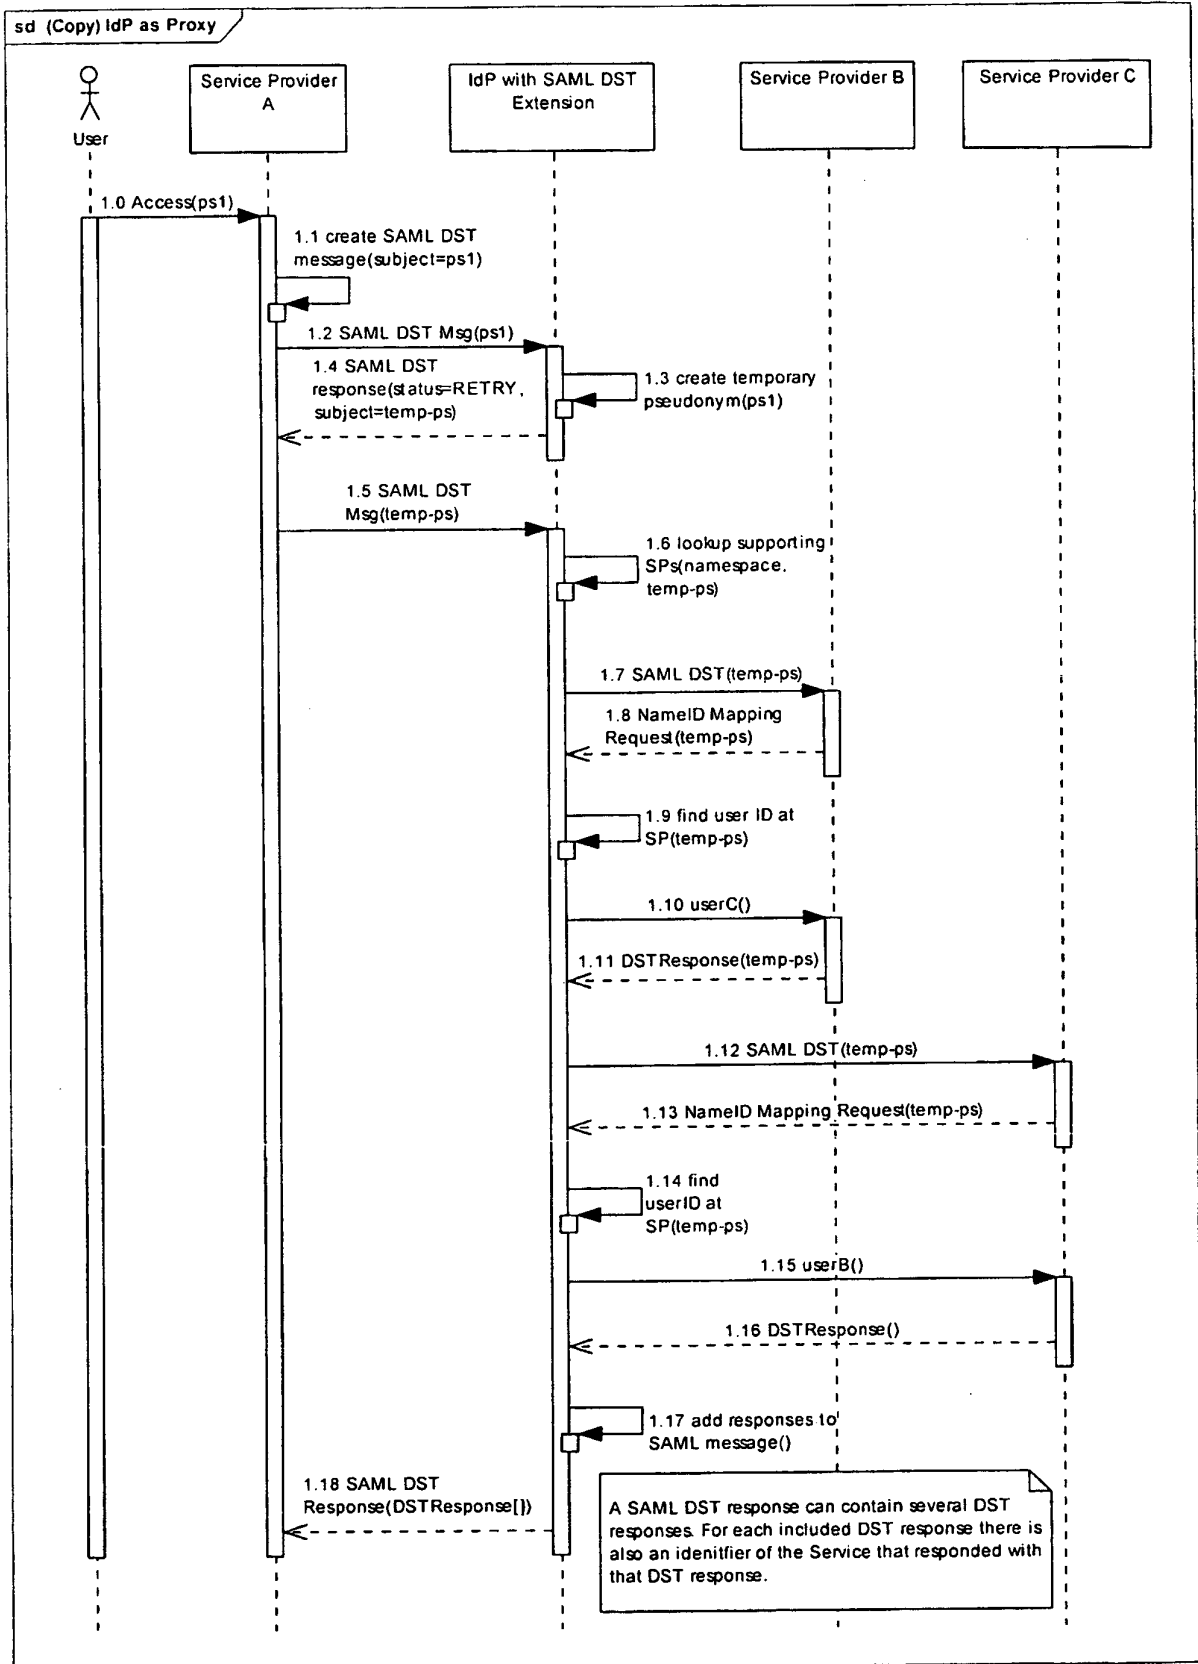 sd (Copy) IdP as Proxy
User
Service Provider
A
IdP with SAML DST
Extension
Service Provider B
Service Provider C
1.0 Access(ps1)
1.1 create SAML DST
message(subject=ps1)
1.2 SAML DST Msg(ps1)
1.3 create temporary
pseudonym(ps1)
1.4 SAML DST
response(status=RETRY,
subject=temp-ps)
1.5 SAML DST
Msg(temp-ps)
1.6 lookup supporting
SPs(namespace,
temp-ps)
1.7 SAML DST(temp-ps)
1.8 NameID Mapping
Request(temp-ps)
1.9 find user ID at
SP(temp-ps)
1.10 userC()
1.11 DSTResponse(temp-ps)
1.12 SAML DST(temp-ps)
1.13 NameID Mapping Request(temp-ps)
1.14 find
userID at
SP(temp-ps)
1.15 userB()
1.16 DSTResponse()
1.17 add responses to
SAML message()
1.18 SAML DST
Response(DSTResponse[])
A SAML DST response can contain several DST
responses. For each included DST response there is
also an idenitfier of the Service that responded with
that DST response.